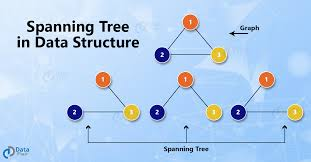 Spanning Tree
in Data Structure
1
Graph
2
3
1
1
1
2
3
2
3
2
3
Spanning Tree
Data
Flair